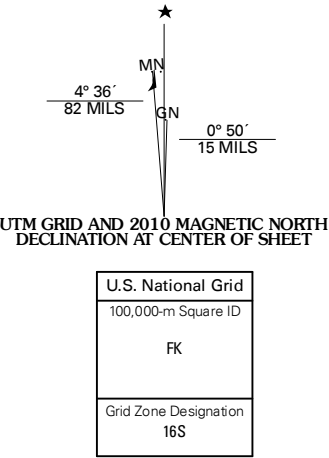 MN
4° 36´
82 MILS
GN
0° 50´
15 MILS
UTM GRID AND 2010 MAGNETIC NORTH
DECLINATION AT CENTER OF SHEET
U.S. National Grid
100,000-m Square ID
FK
Grid Zone Designation
16S